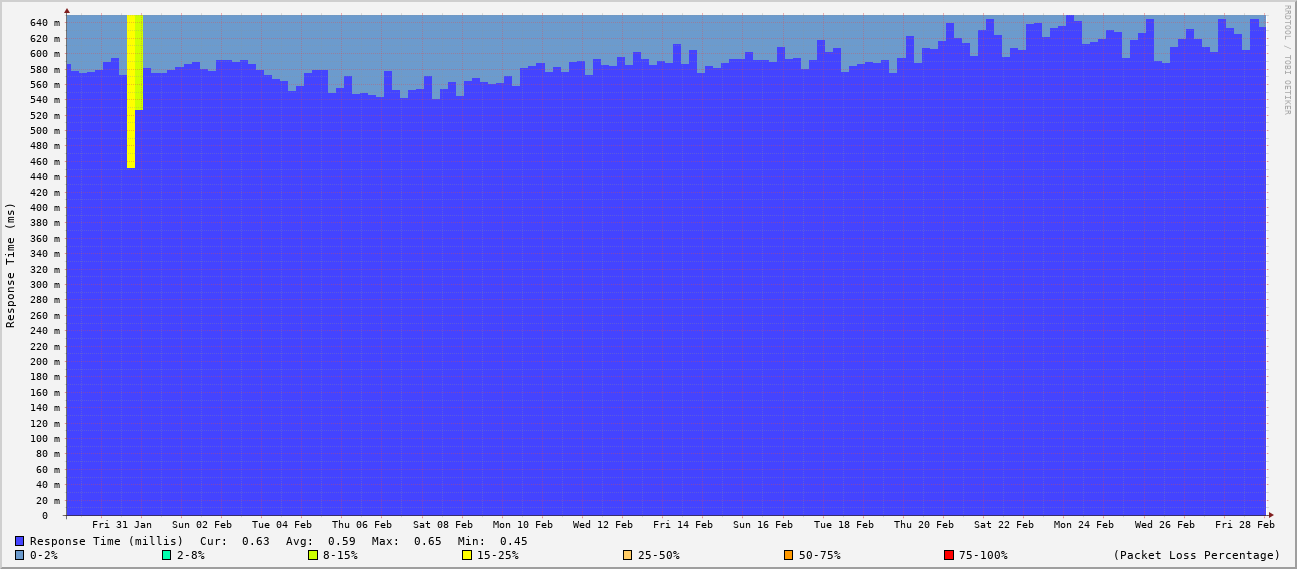 RRDTOOL / TOBI OETIKER
Response Time (ms)
640 m
620 m
600 m
580 m
560 m
540 m
520 m
500 m
480 m
460 m
440 m
420 m
400 m
380 m
360 m
340 m
320 m
300 m
280 m
260 m
240 m
220 m
200 m
180 m
160 m
140 m
120 m
100 m
80 m
60 m
40 m
20 m
0
Fri 31 Jan Sun 02 Feb Tue 04 Feb Thu 06 Feb Sat 08 Feb Mon 10 Feb Wed 12 Feb Fri 14 Feb Sun 16 Feb Tue 18 Feb Thu 20 Feb Sat 22 Feb Mon 24 Feb Wed 26 Feb Fri 28 Feb
Response Time (millis) Cur: 0.63 Avg: 0.59 Max: 0.65 Min: 0.45
0-2% 2-8% 8-15% 15-25% 25-50% 50-75% 75-100% (Packet Loss Percentage)